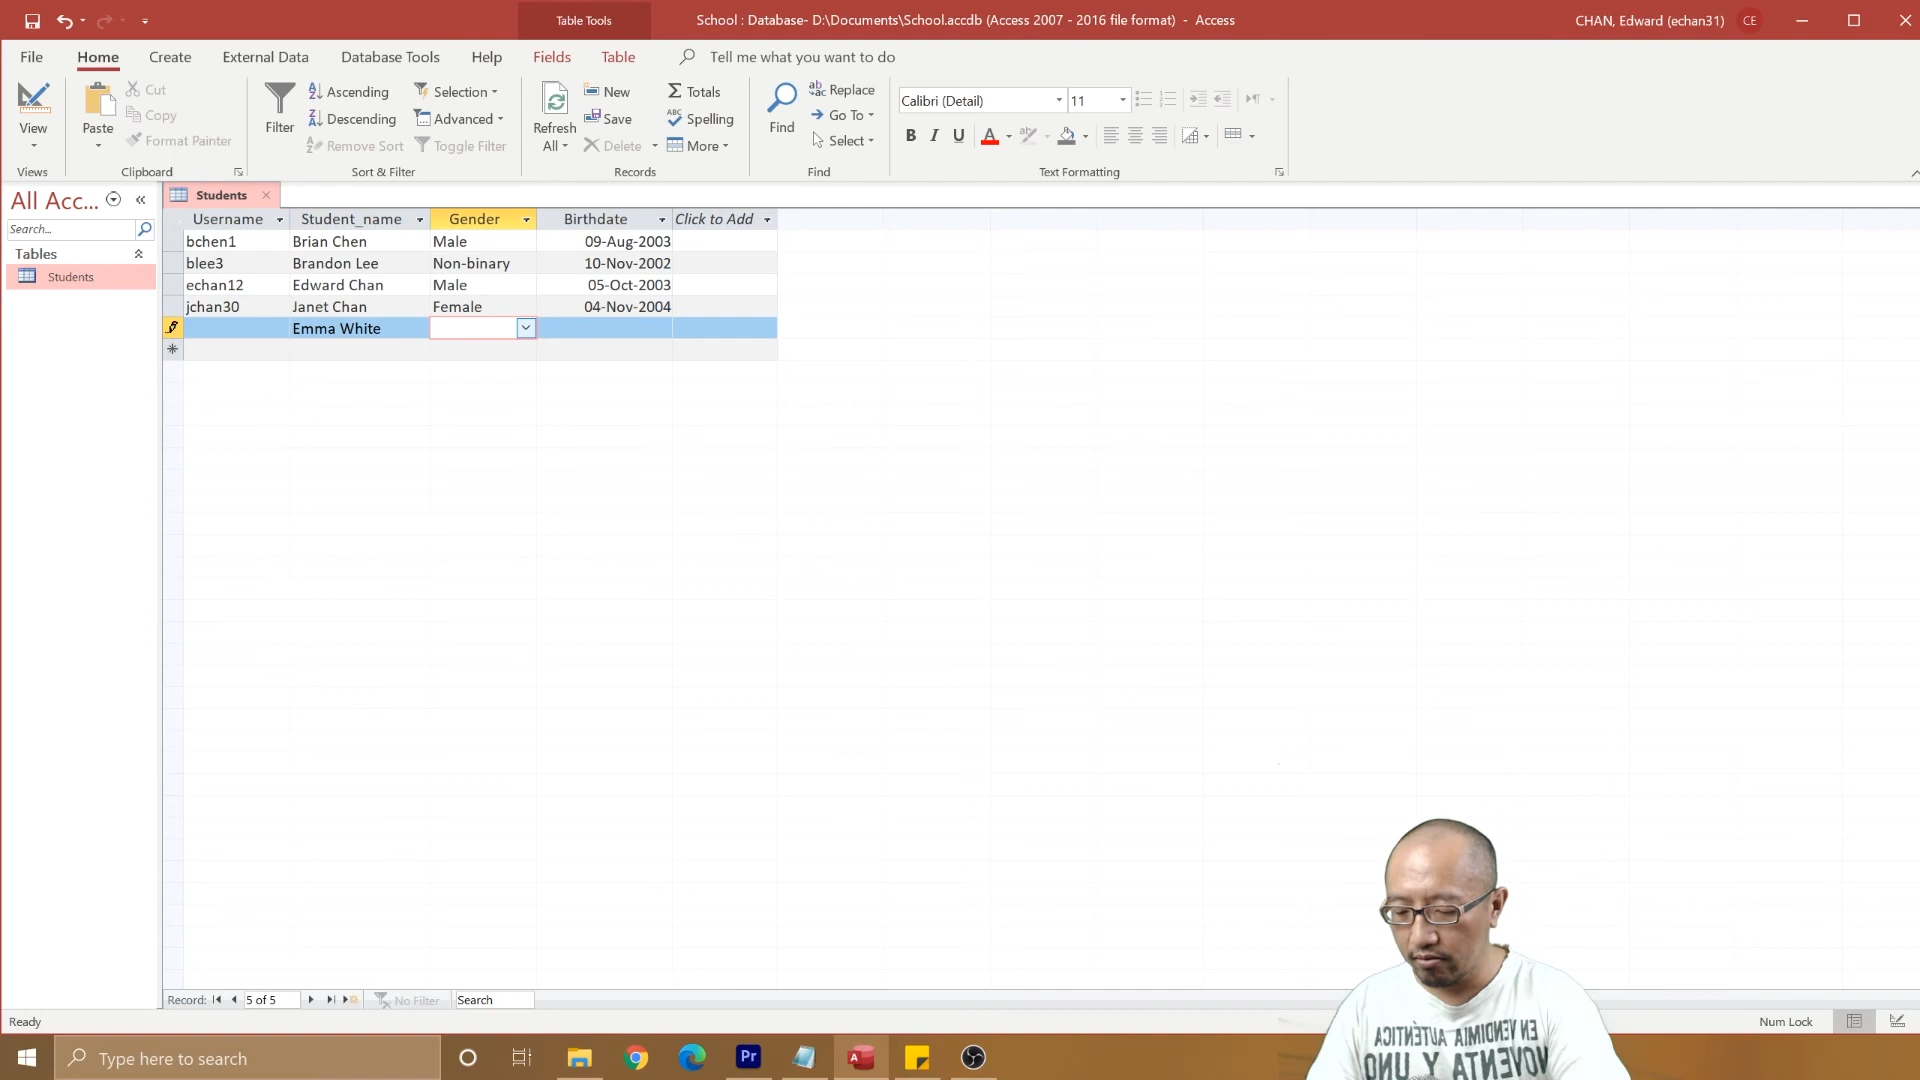 Table Tools
School : Database- D:\Documents\School.accdb (Access 2007 - 2016 file format) - Access
CHAN, Edward (echan31)
CE
File
Home
Create
External Data
Database Tools
Help
Fields
Table
Tell me what you want to do
View
Views
Paste
Cut
Copy
Format Painter
Clipboard
Filter
Ascending
Descending
Remove Sort
Selection
Advanced
Toggle Filter
Sort & Filter
Refresh
All
New
Save
Delete
Totals
Spelling
More
Records
Find
Replace
Go To
Select
Find
Calibri (Detail)
11
B I U A
Text Formatting
All Acc...
Search...
Tables
Students
Students
Username Student_name Gender Birthdate Click to Add
bchen1 Brian Chen Male 09-Aug-2003
blee3 Brandon Lee Non-binary 10-Nov-2002
echan12 Edward Chan Male 05-Oct-2003
jchan30 Janet Chan Female 04-Nov-2004
Emma White
Record: 5 of 5 No Filter Search
Ready
Num Lock
EN VENDIMIA AUTÉNTICA
NOVENTA Y UNO
Type here to search
Pr
A